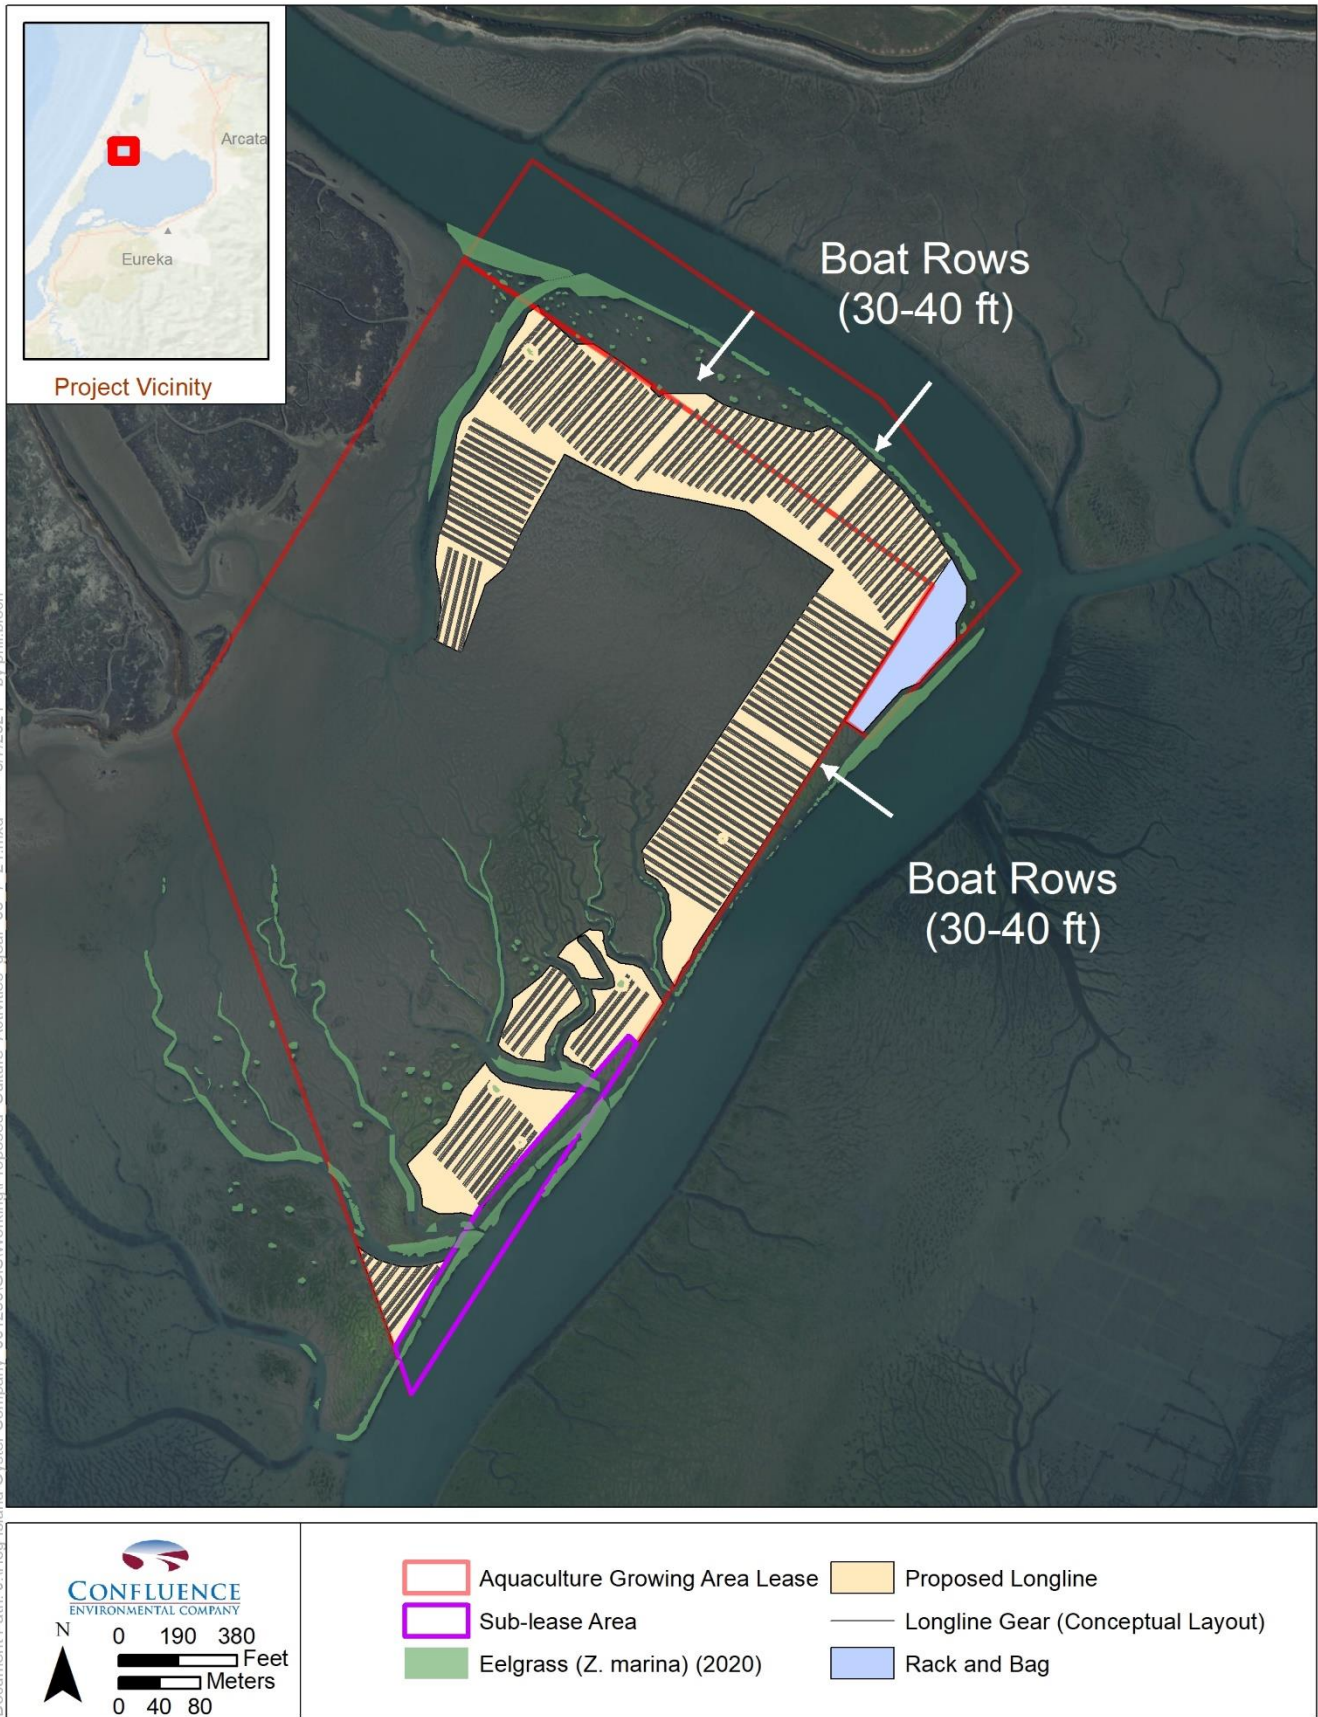 Arcata
Eureka
Project Vicinity
Boat Rows
(30-40 ft)
Boat Rows
(30-40 ft)
CONFLUENCE
ENVIRONMENTAL COMPANY
N
0 190 380
Feet
Meters
0 40 80
Aquaculture Growing Area Lease
Sub-lease Area
Eelgrass (Z. marina) (2020)
Proposed Longline
Longline Gear (Conceptual Layout)
Rack and Bag